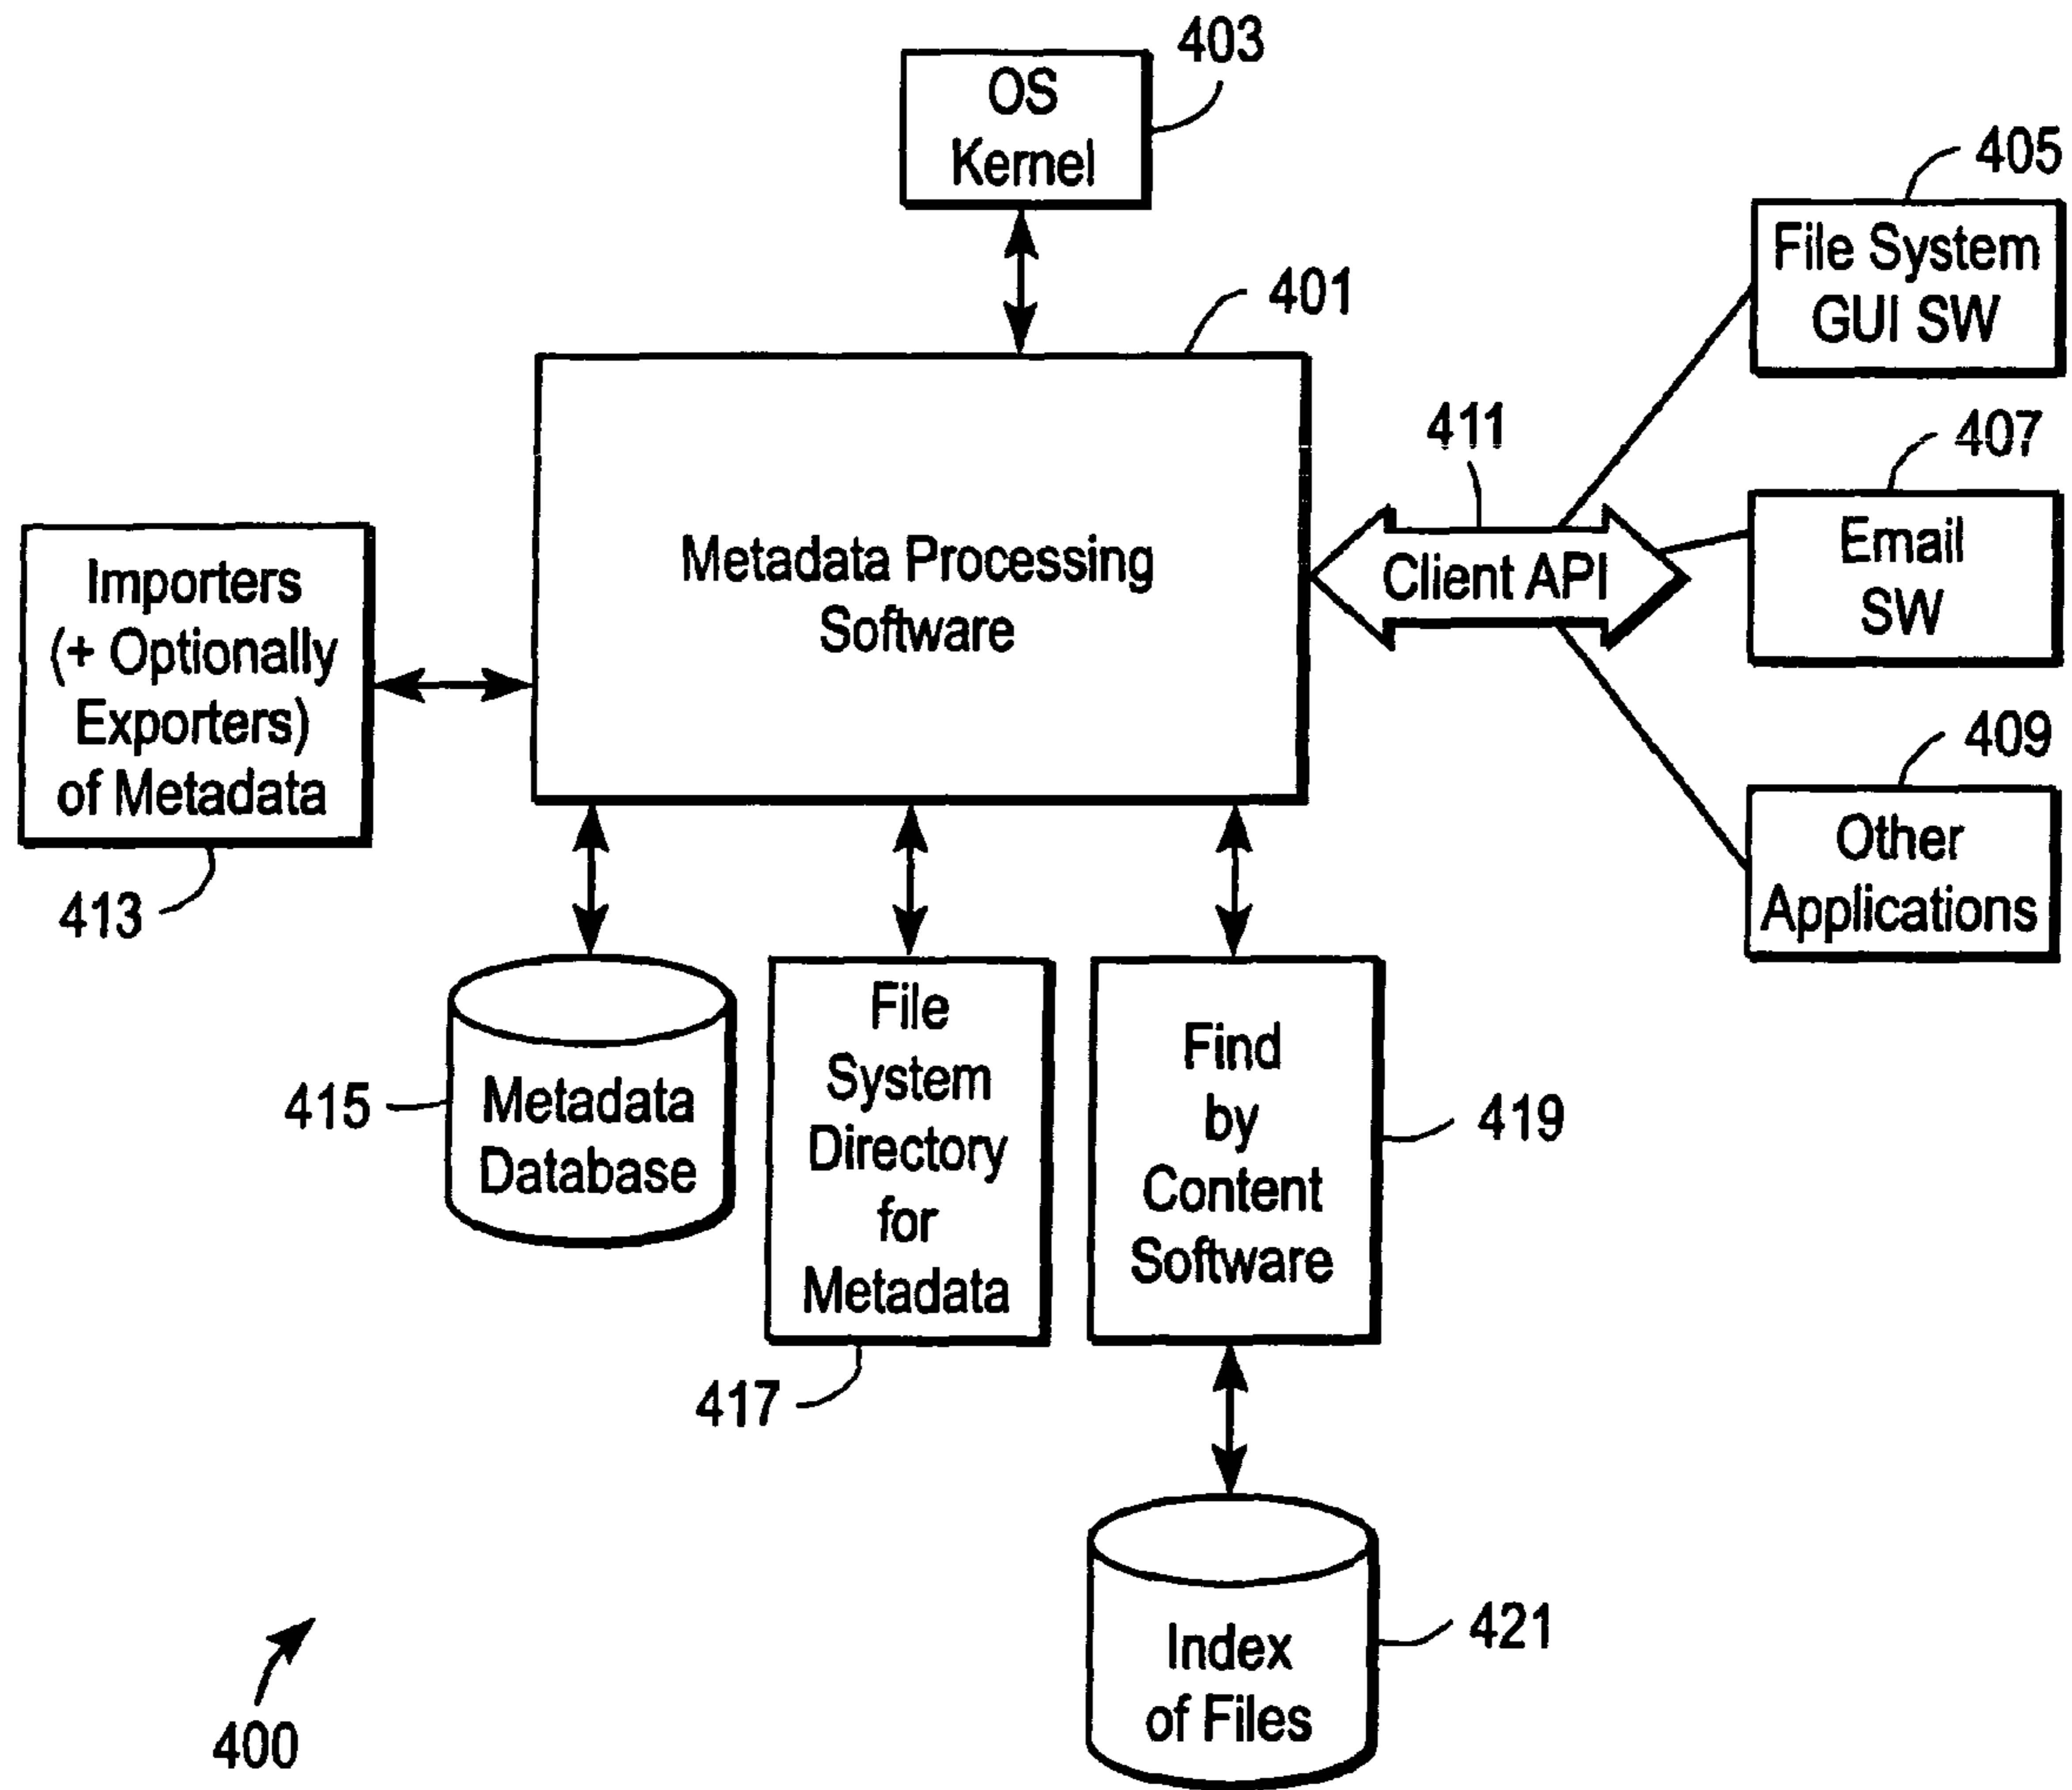 403
OS
Kernel
405
File System
GUI SW
401
411
407
Metadata Processing
Software
Client API
Email
SW
Importers
(+ Optionally
Exporters)
of Metadata
413
409
Other
Applications
415
Metadata
Database
File
System
Directory
for
Metadata
417
Find
by
Content
Software
419
421
Index
of Files
400